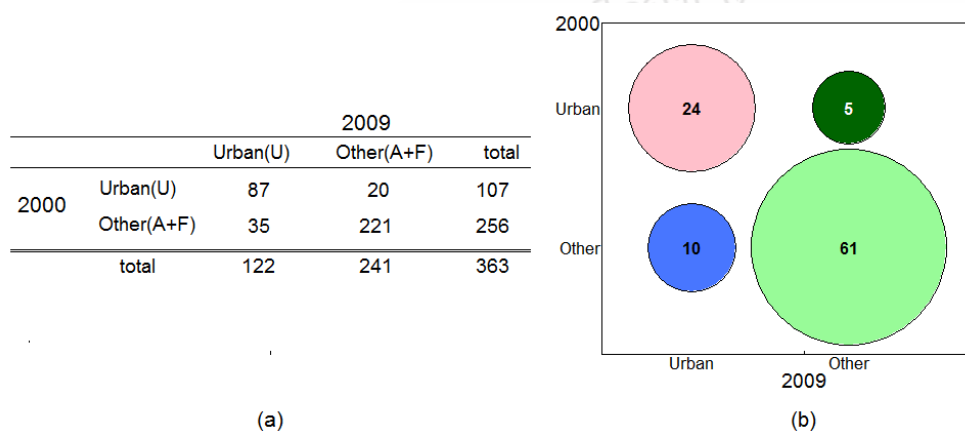 2009
Urban(U) Other(A+F) total
2000 Urban(U) 87 20 107
Other(A+F) 35 221 256
total 122 241 363
(a)
2000
Urban 24 5
Other 10 61
Urban Other
2009
(b)